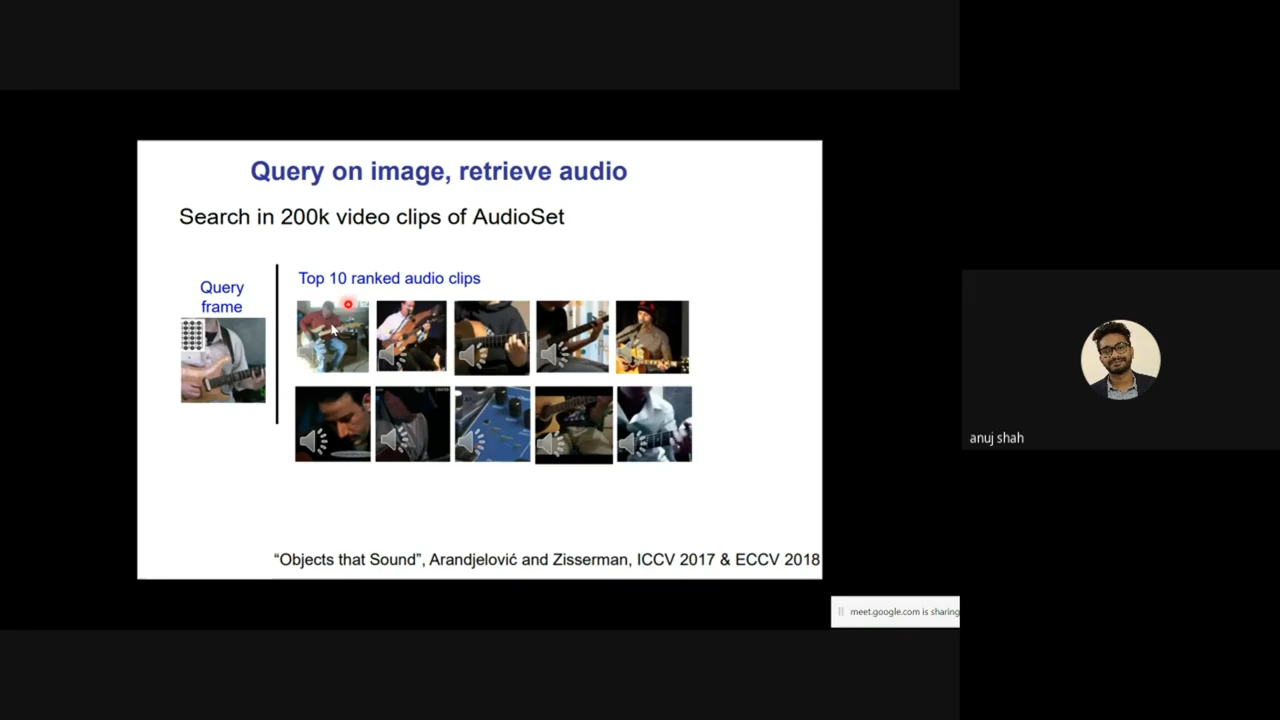 Query on image, retrieve audio
Search in 200k video clips of AudioSet
Query
frame
Top 10 ranked audio clips
“Objects that Sound”, Arandjelović and Zisserman, ICCV 2017 & ECCV 2018
meet.google.com is sharing
anuj shah